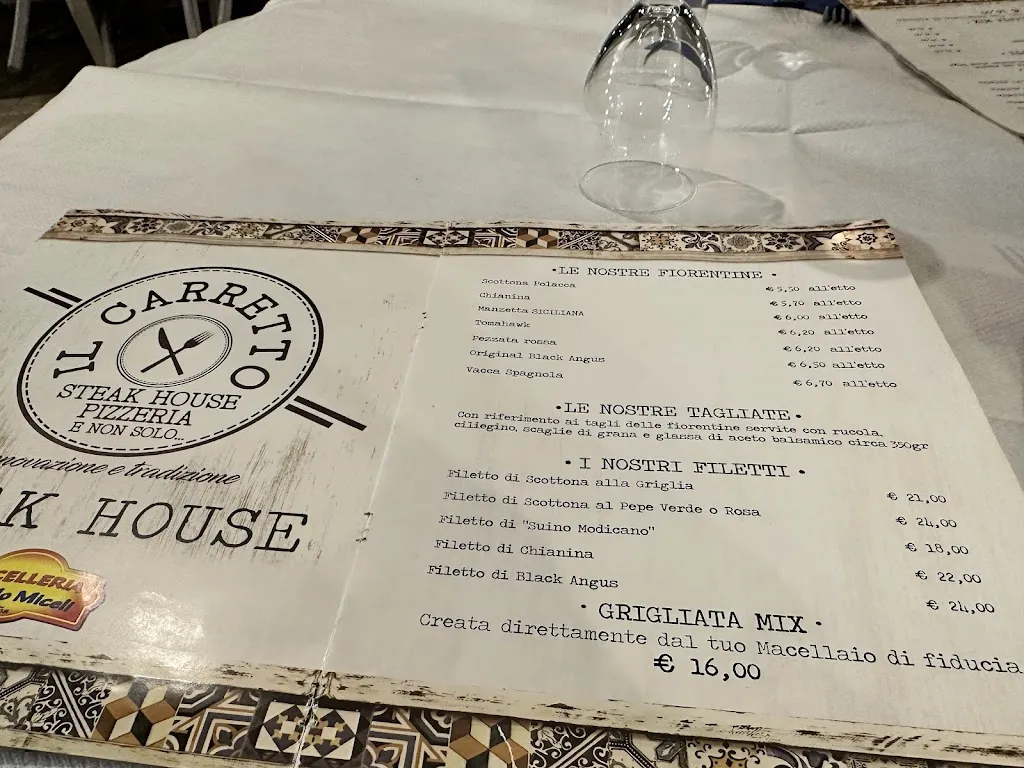 IL CARRETTO
STEAK HOUSE
PIZZERIA
E NON SOLO...
novazione e tradizione
K HOUSE
CELLERIA
lo Miceli
•LE NOSTRE FIORENTINE •
Scottona Polacca € 5,50 all'etto
Chianina € 5,70 all'etto
Manzetta SICILIANA € 6,00 all'etto
Tomahawk € 6,20 all'etto
Pezzata rossa € 6,20 all'etto
Original Black Angus € 6,50 all'etto
Vacca Spagnola € 6,70 all'etto
•LE NOSTRE TAGLIATE•
Con riferimento ai tagli delle fiorentine servite con rucola,
ciliegino, scaglie di grana e glassa di aceto balsamico circa 350gr
• I NOSTRI FILETTI •
Filetto di Scottona alla Griglia € 21,00
Filetto di Scottona al Pepe Verde o Rosa € 24,00
Filetto di "Suino Modicano" € 18,00
Filetto di Chianina € 22,00
Filetto di Black Angus € 24,00
• GRIGLIATA MIX •
Creata direttamente dal tuo Macellaio di fiducia
€ 16,00